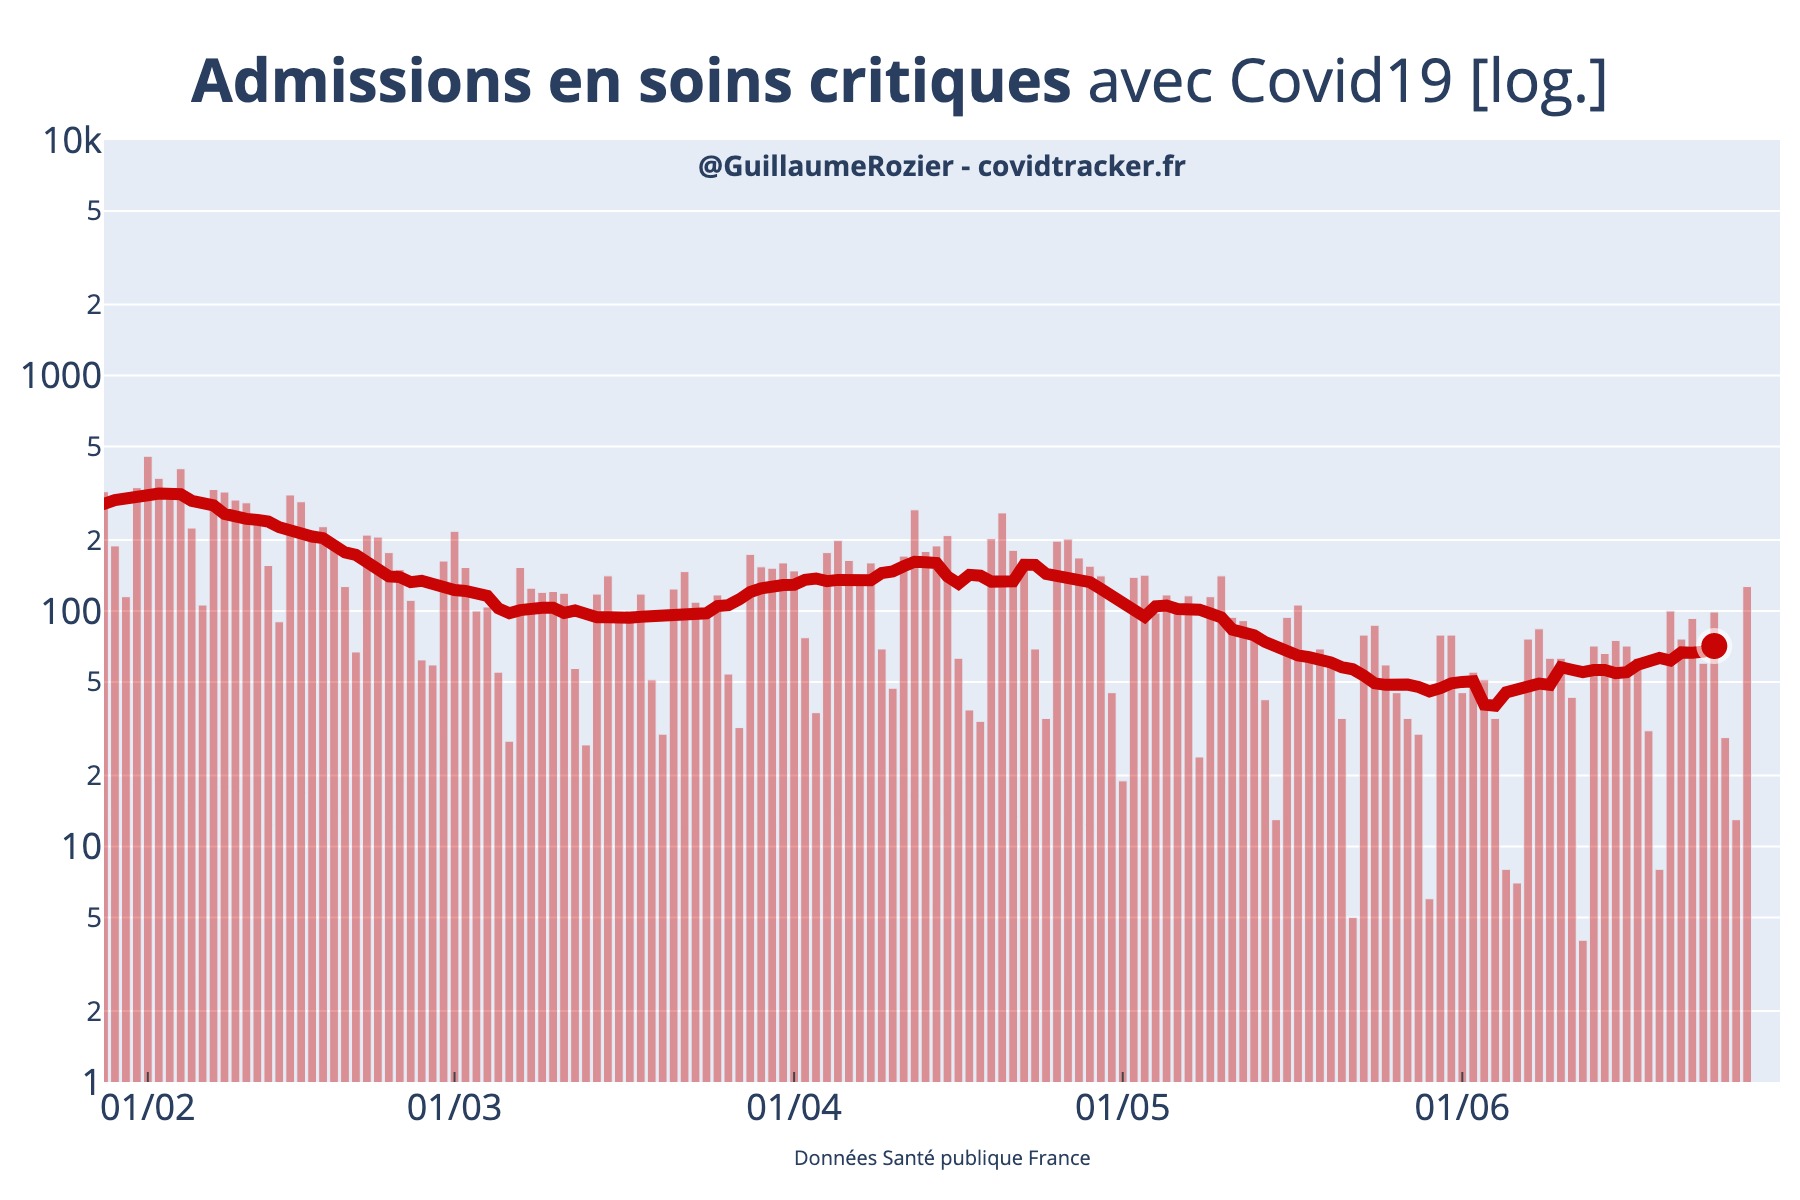 Admissions en soins critiques avec Covid19 [log.]
@GuillaumeRozier - covidtracker.fr
10k
5
2
1000
5
2
100
5
2
10
5
2
1
01/02 01/03 01/04 01/05 01/06
Données Santé publique France